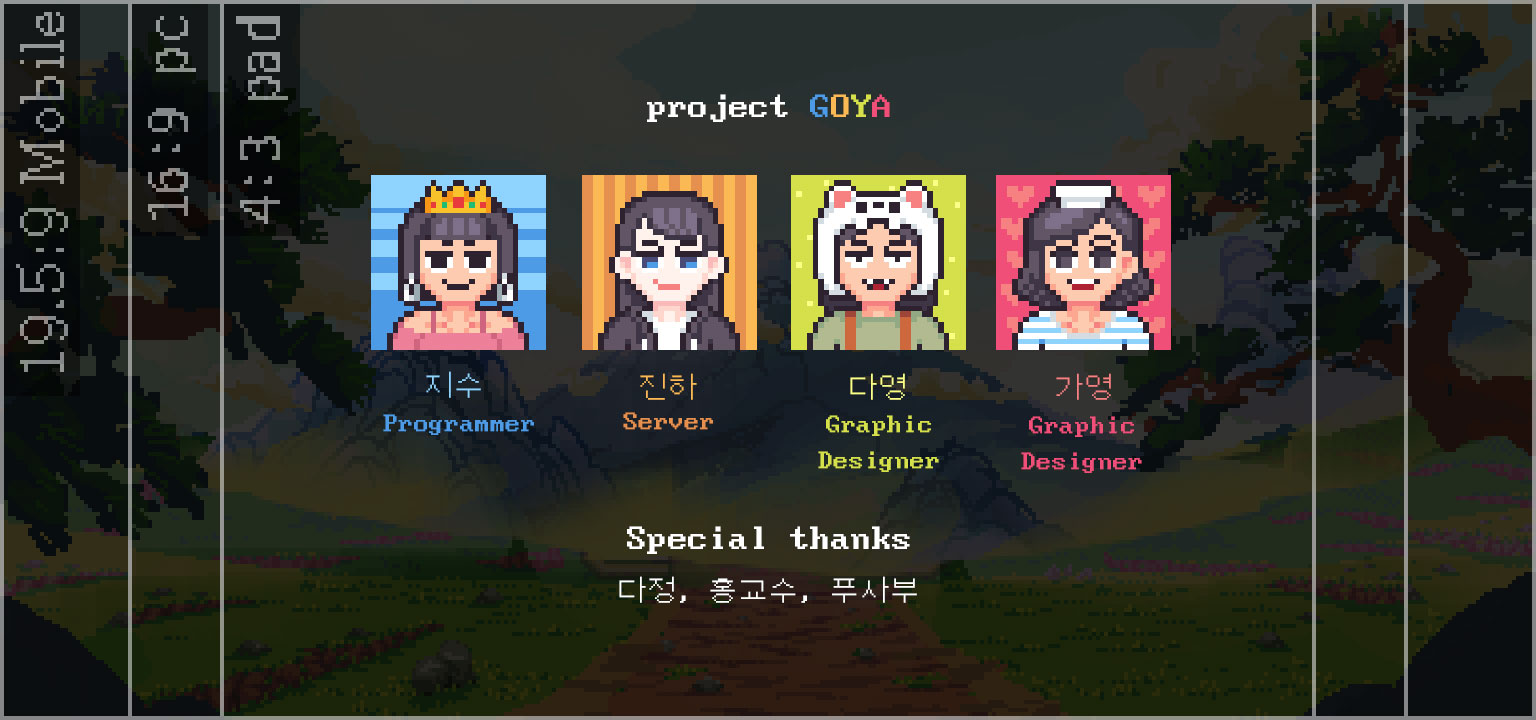 19.5:9 Mobile
16:9 pc
4:3 pad
project GOYA
지수
Programmer
진하
Server
다영
Graphic
Designer
가영
Graphic
Designer
Special thanks
다정, 홍교수, 푸사부